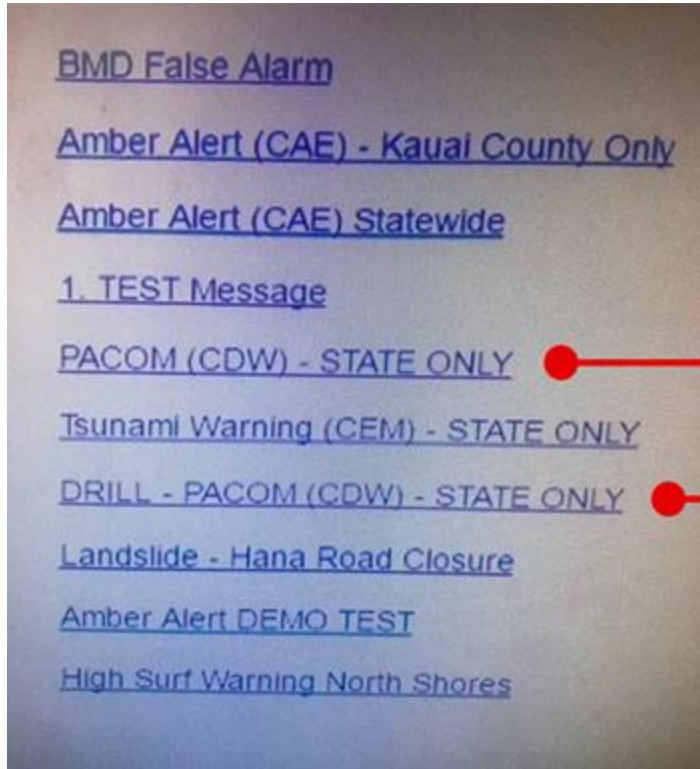 BMD False Alarm
Amber Alert (CAE) - Kauai County Only
Amber Alert (CAE) Statewide
1. TEST Message
PACOM (CDW) - STATE ONLY
Tsunami Warning (CEM) - STATE ONLY
DRILL - PACOM (CDW) - STATE ONLY
Landslide - Hana Road Closure
Amber Alert DEMO TEST
High Surf Warning North Shores